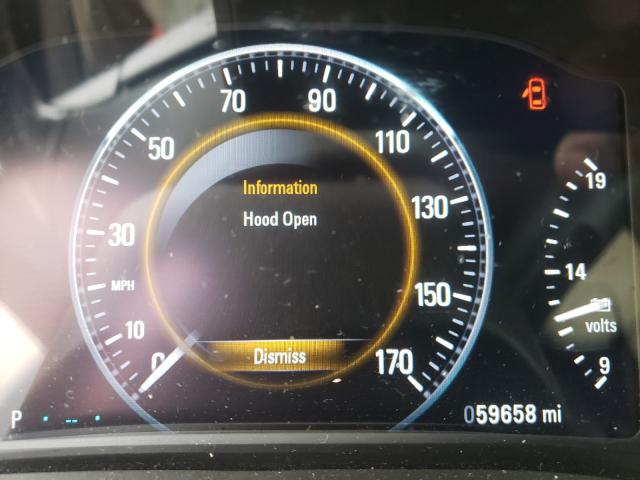 70 90
50 110
Information
Hood Open
30 130
MPH
10 150
0 170
Dismiss
19
14
volts
9
P
059658 mi